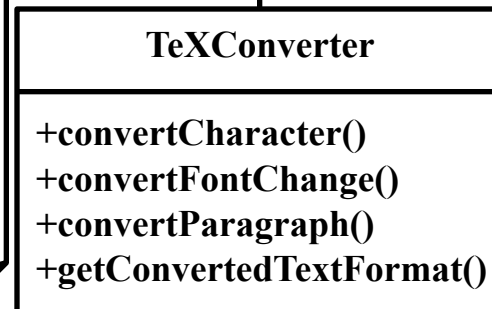 TeXConverter
+convertCharacter()
+convertFontChange()
+convertParagraph()
+getConvertedTextFormat()